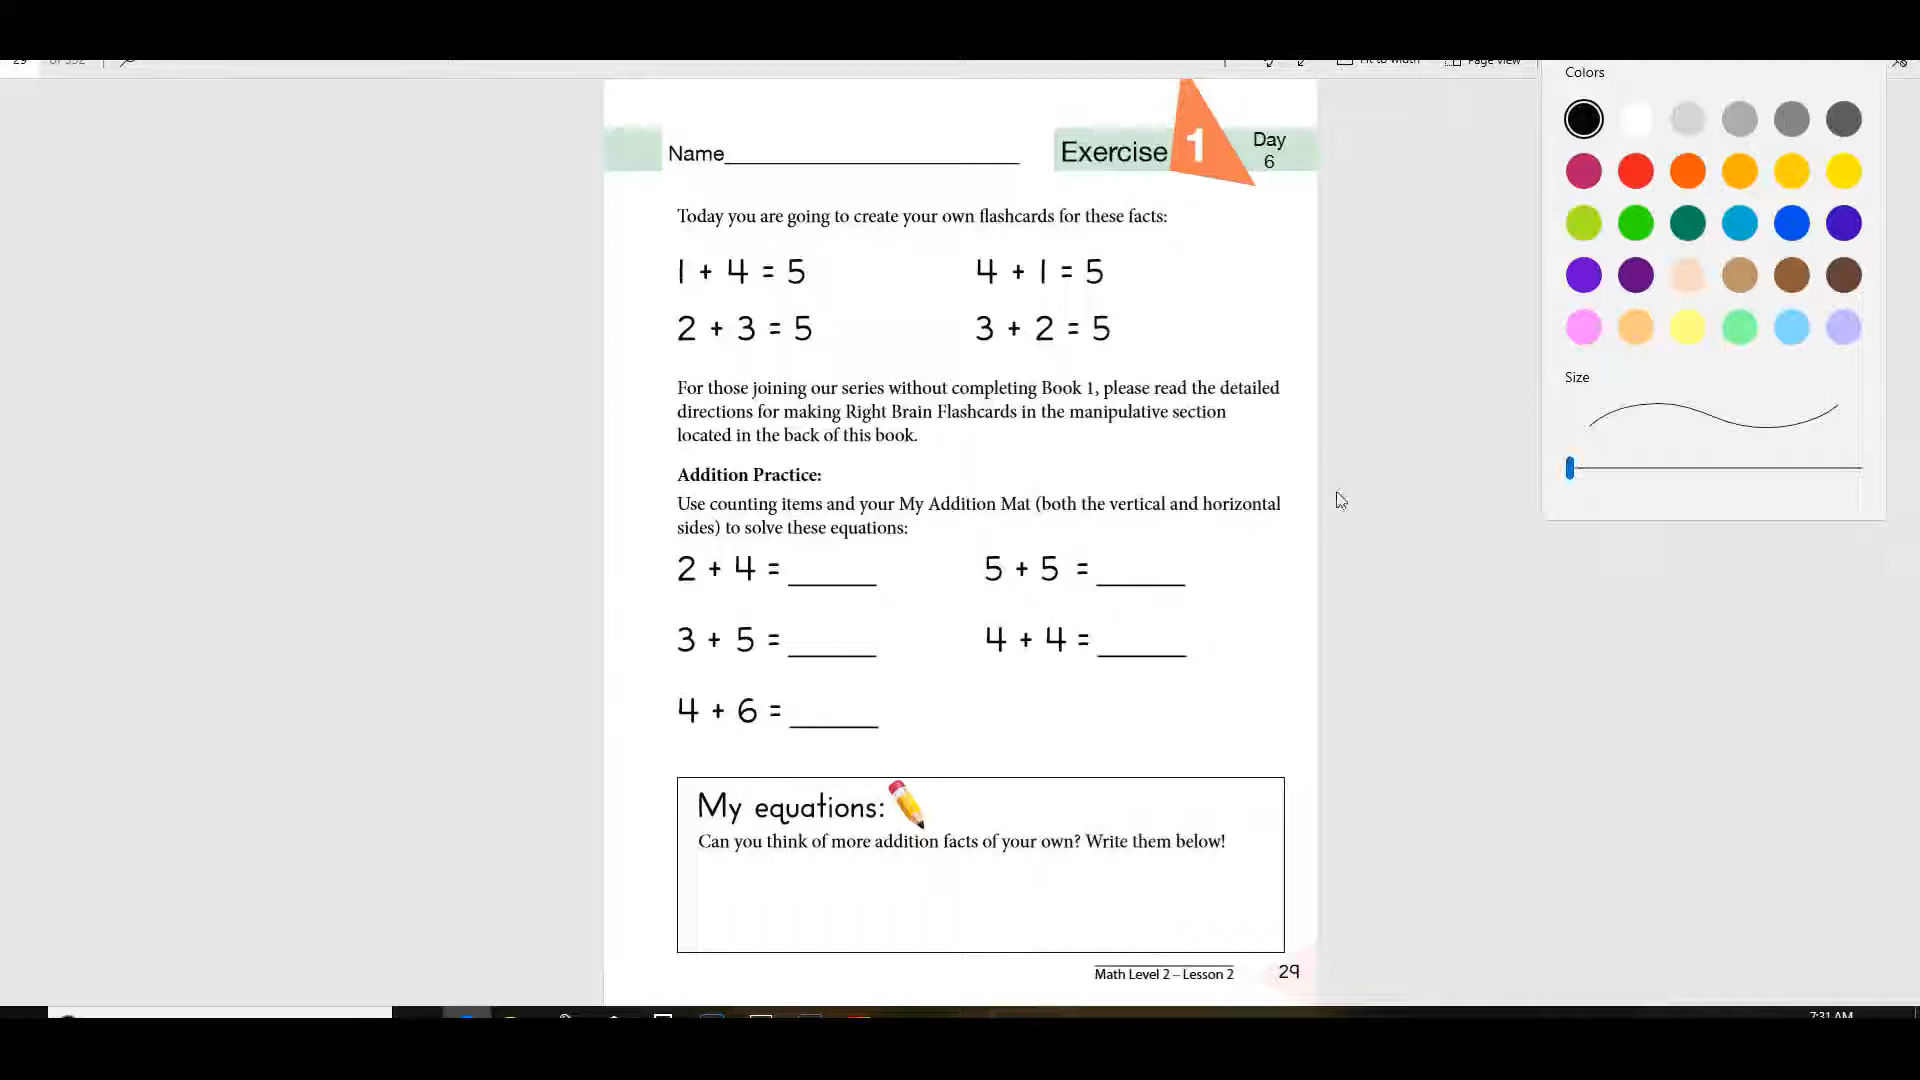 Colors
Name
Exercise 1
Day
6
Today you are going to create your own flashcards for these facts:
1 + 4 = 5
4 + 1 = 5
2 + 3 = 5
3 + 2 = 5
For those joining our series without completing Book 1, please read the detailed
directions for making Right Brain Flashcards in the manipulative section
located in the back of this book.
Size
Addition Practice:
Use counting items and your My Addition Mat (both the vertical and horizontal
sides) to solve these equations:
2 + 4 =
5 + 5 =
3 + 5 =
4 + 4 =
4 + 6 =
My equations:
Can you think of more addition facts of your own? Write them below!
Math Level 2 – Lesson 2
29